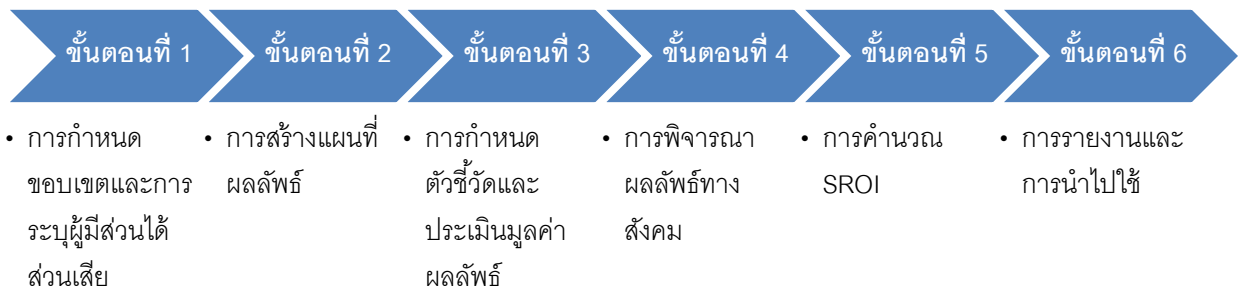 ขั้นตอนที่ 1
ขั้นตอนที่ 2
ขั้นตอนที่ 3
ขั้นตอนที่ 4
ขั้นตอนที่ 5
ขั้นตอนที่ 6
• การกำหนด
ขอบเขตและการ
ระบุผู้มีส่วนได้
ส่วนเสีย
• การสร้างแผนที่
ผลลัพธ์
• การกำหนด
ตัวชี้วัดและ
ประเมินมูลค่า
ผลลัพธ์
• การพิจารณา
ผลลัพธ์ทาง
สังคม
• การคำนวณ
SROI
• การรายงานและ
การนำไปใช้